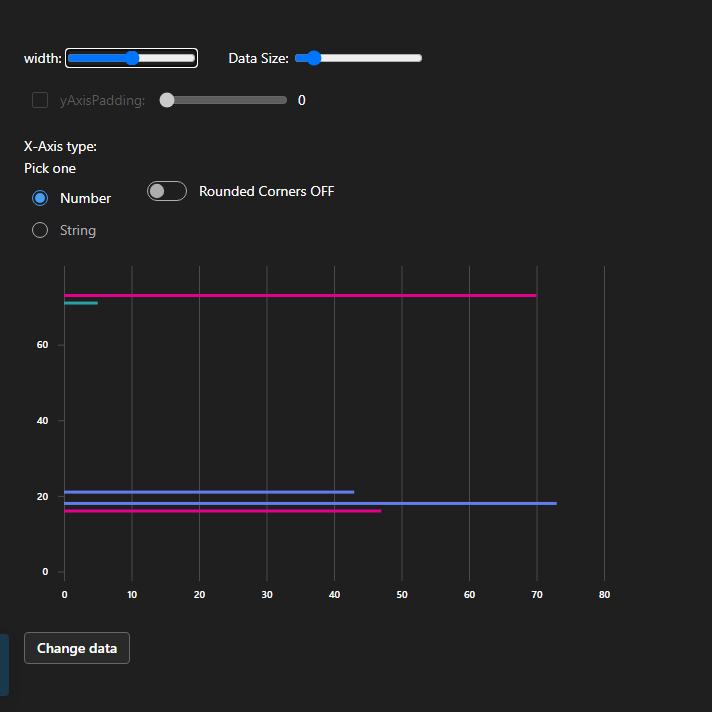 width: Data Size:
yAxisPadding: 0
X-Axis type:
Pick one
Number
Rounded Corners OFF
String
60
40
20
0
0 10 20 30 40 50 60 70 80
Change data